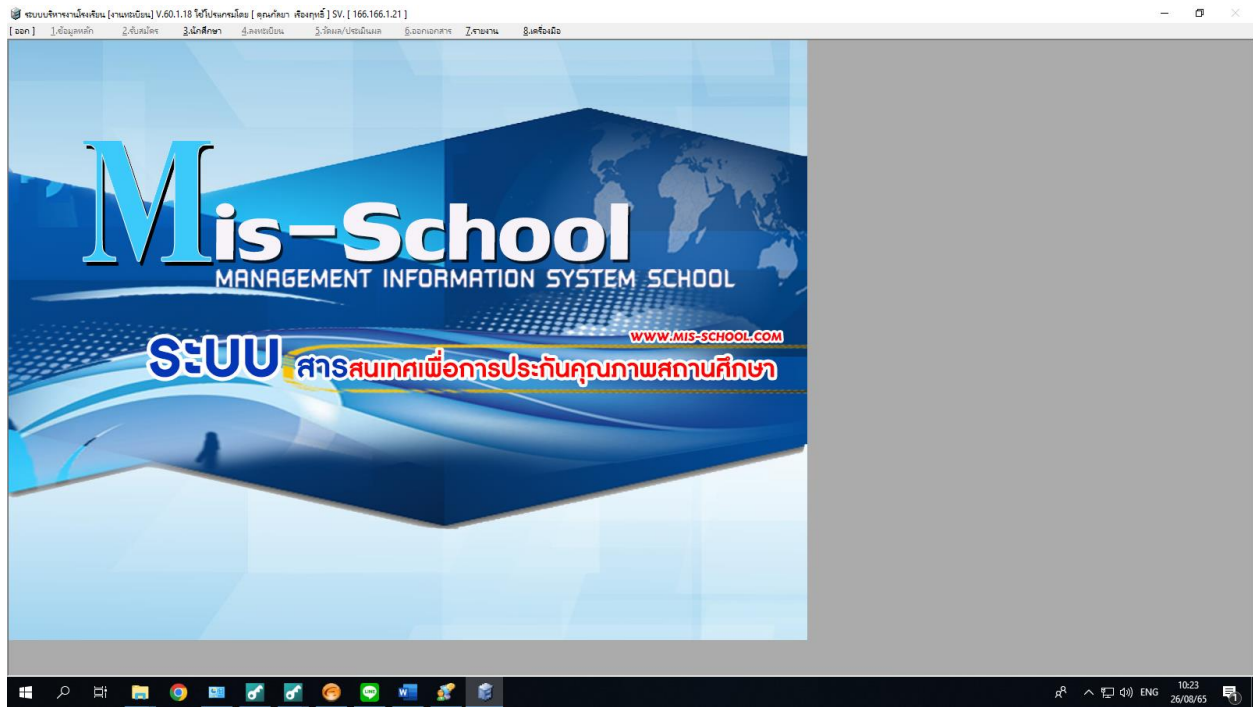 ระบบบริหารงานโรงเรียน [งานทะเบียน] V.60.1.18 ใช้โปรแกรมโดย [ คุณกัลยา เรืองฤทธิ์ ] SV. [ 166.166.1.21 ]
[ ออก ] 1.ข้อมูลหลัก 2.รับสมัคร 3.นักศึกษา 4.ลงทะเบียน 5.วัดผล/ประเมินผล 6.ออกเอกสาร 7.รายงาน 8.เครื่องมือ
Mis-School
MANAGEMENT INFORMATION SYSTEM SCHOOL
WWW.MIS-SCHOOL.COM
ระบบ สารสนเทศเพื่อการประกันคุณภาพสถานศึกษา
ENG
10:23
26/08/65
1